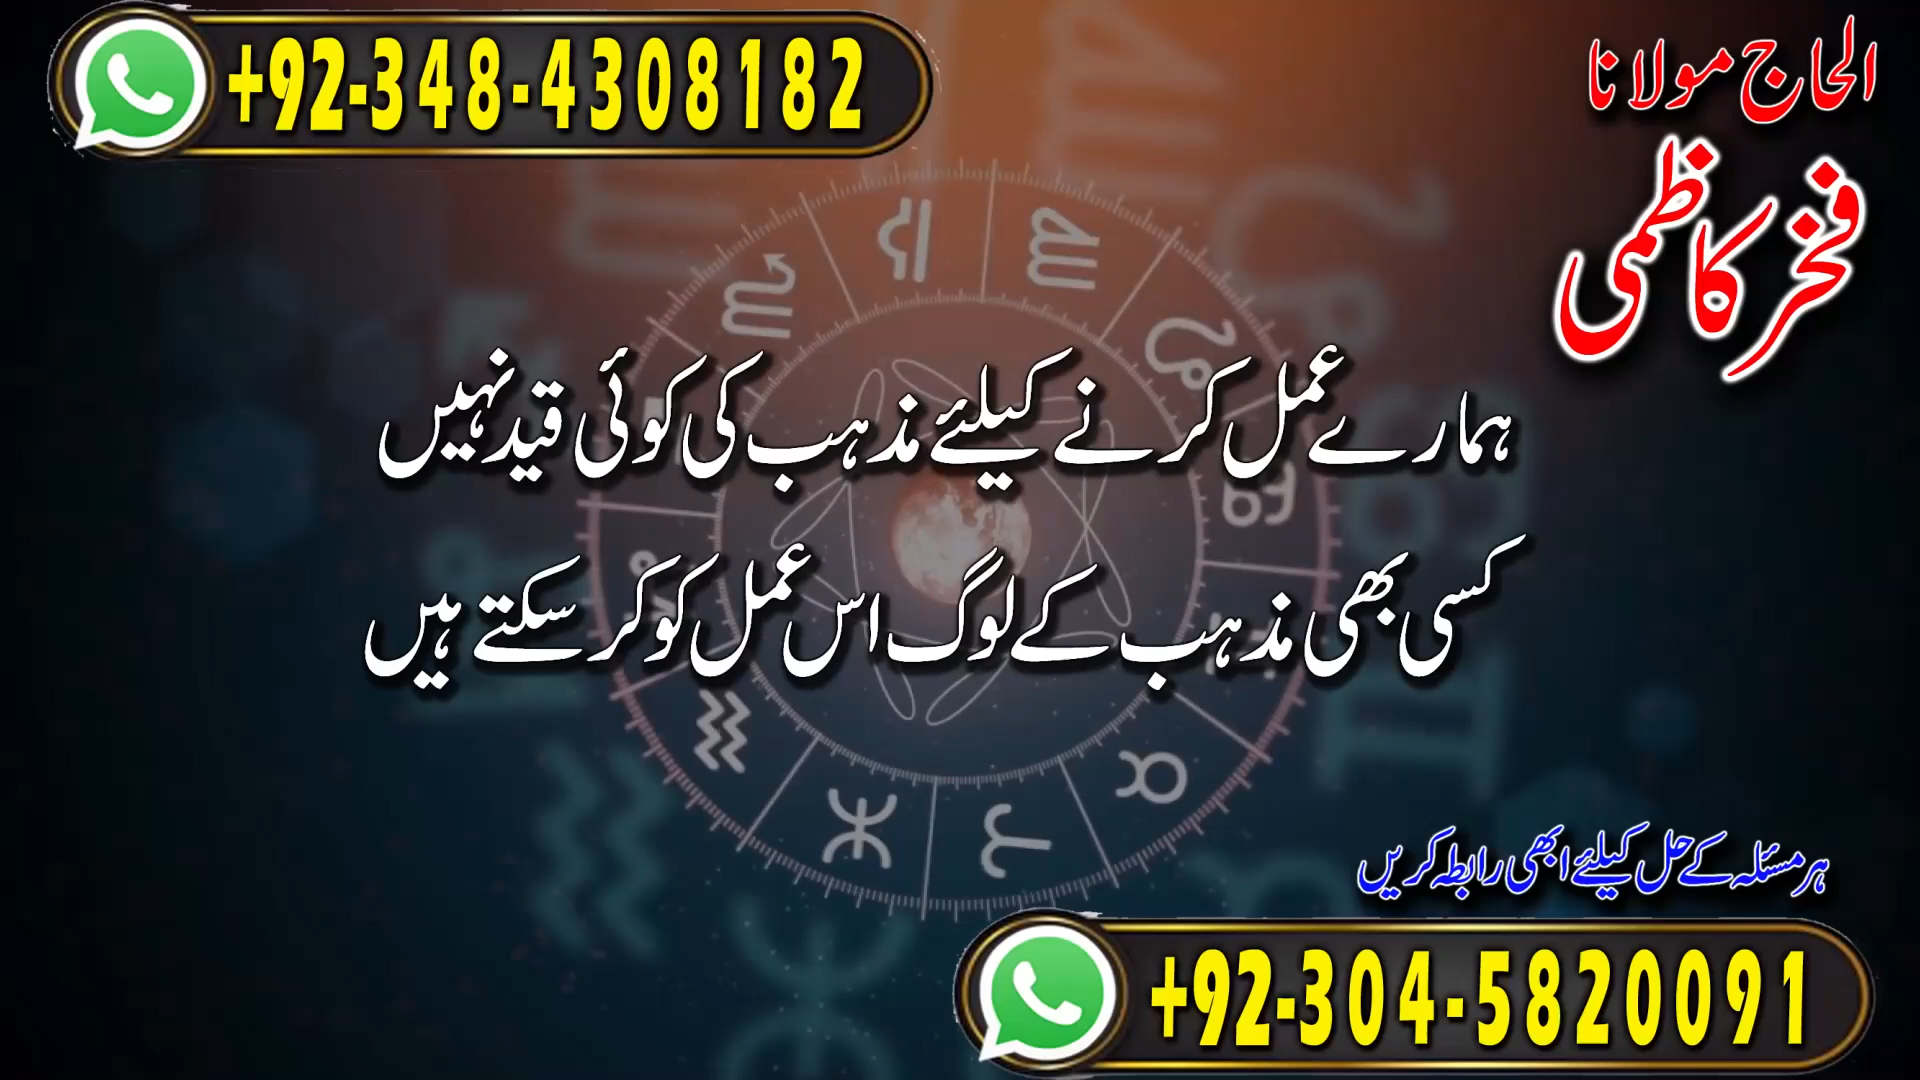 +92-348-4308182
الحاج مولانا
فخر کاظمی
ہمارے عمل کرنے کیلئے مذہب کی کوئی قید نہیں
کسی بھی مذہب کے لوگ اس عمل کو کر سکتے ہیں
ہر مسئلہ کے حل کیلئے ابھی رابطہ کریں
+92-304-5820091